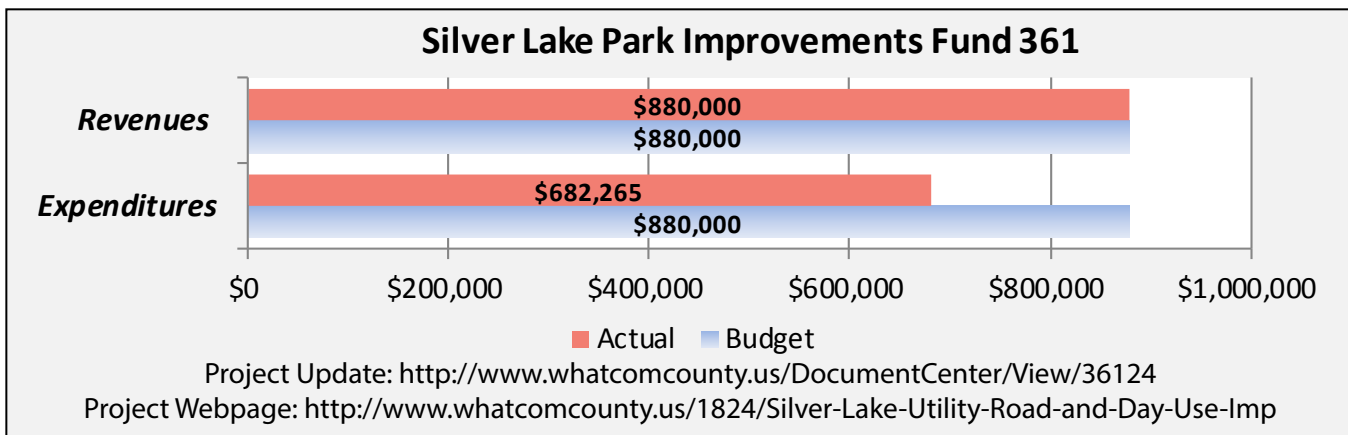 Silver Lake Park Improvements Fund 361
Revenues
$880,000
$880,000
Expenditures
$682,265
$880,000
$0 $200,000 $400,000 $600,000 $800,000 $1,000,000
Actual Budget
Project Update: http://www.whatcomcounty.us/DocumentCenter/View/36124
Project Webpage: http://www.whatcomcounty.us/1824/Silver-Lake-Utility-Road-and-Day-Use-Imp